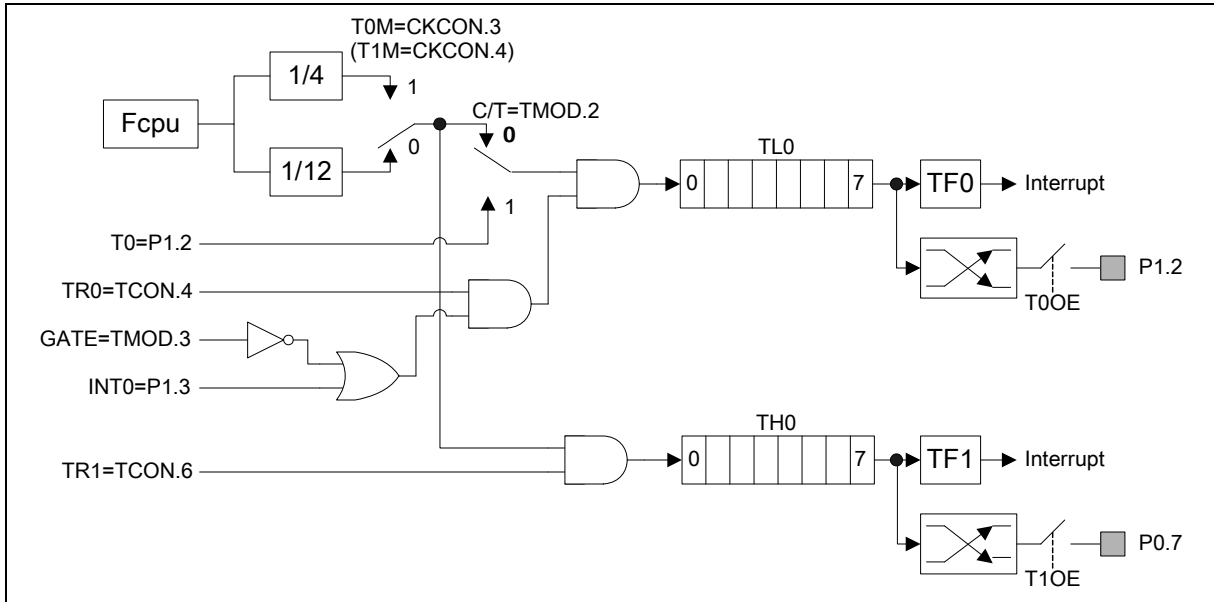 T0M=CKCON.3
(T1M=CKCON.4)
1/4
1
Fcpu
C/T=TMOD.2
0
0
1/12
TL0
0 7
TF0
Interrupt
1
T0=P1.2
P1.2
T0OE
TR0=TCON.4
GATE=TMOD.3
INT0=P1.3
TH0
0 7
TF1
Interrupt
TR1=TCON.6
P0.7
T1OE